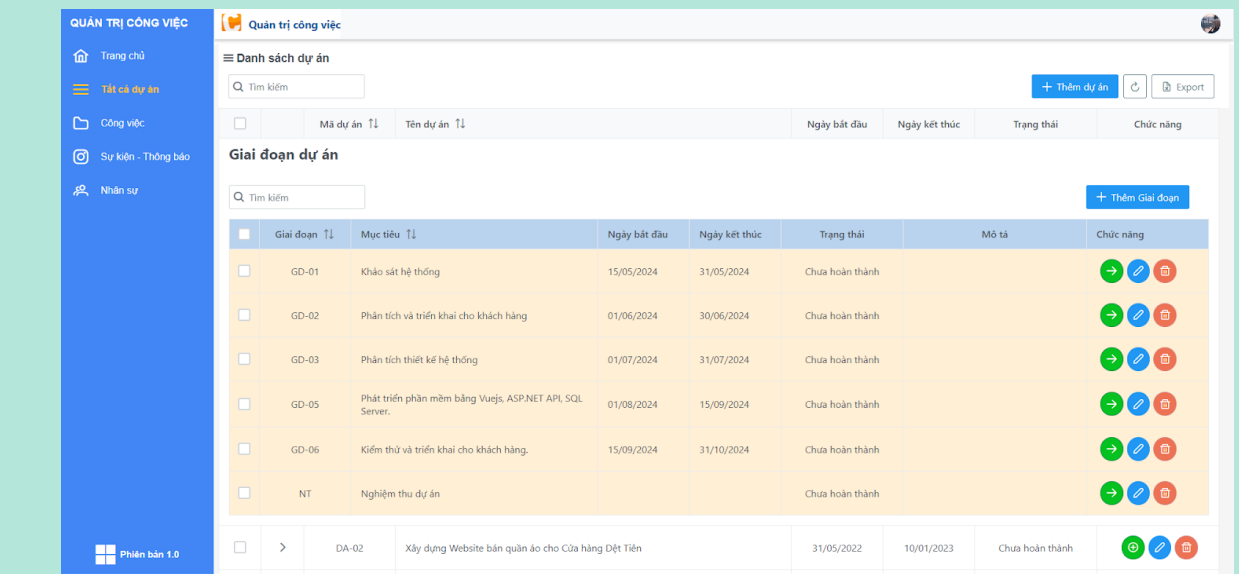 QUẢN TRỊ CÔNG VIỆC
Trang chủ
Tất cả dự án
Công việc
Sự kiện - Thông báo
Nhân sự
Phiên bản 1.0
Quản trị công việc
Danh sách dự án
Tìm kiếm
+ Thêm dự án
Export
Mã dự án Tên dự án Ngày bắt đầu Ngày kết thúc Trạng thái Chức năng
Giai đoạn dự án
Tìm kiếm
+ Thêm Giai đoạn
Giai đoạn Mục tiêu Ngày bắt đầu Ngày kết thúc Trạng thái Mô tả Chức năng
GD-01 Khảo sát hệ thống 15/05/2024 31/05/2024 Chưa hoàn thành
GD-02 Phân tích và triển khai cho khách hàng 01/06/2024 30/06/2024 Chưa hoàn thành
GD-03 Phân tích thiết kế hệ thống 01/07/2024 31/07/2024 Chưa hoàn thành
GD-05 Phát triển phần mềm bằng Vuejs, ASP.NET API, SQL
Server. 01/08/2024 15/09/2024 Chưa hoàn thành
GD-06 Kiểm thử và triển khai cho khách hàng. 15/09/2024 31/10/2024 Chưa hoàn thành
NT Nghiệm thu dự án Chưa hoàn thành
DA-02 Xây dựng Website bán quần áo cho Cửa hàng Dệt Tiên 31/05/2022 10/01/2023 Chưa hoàn thành